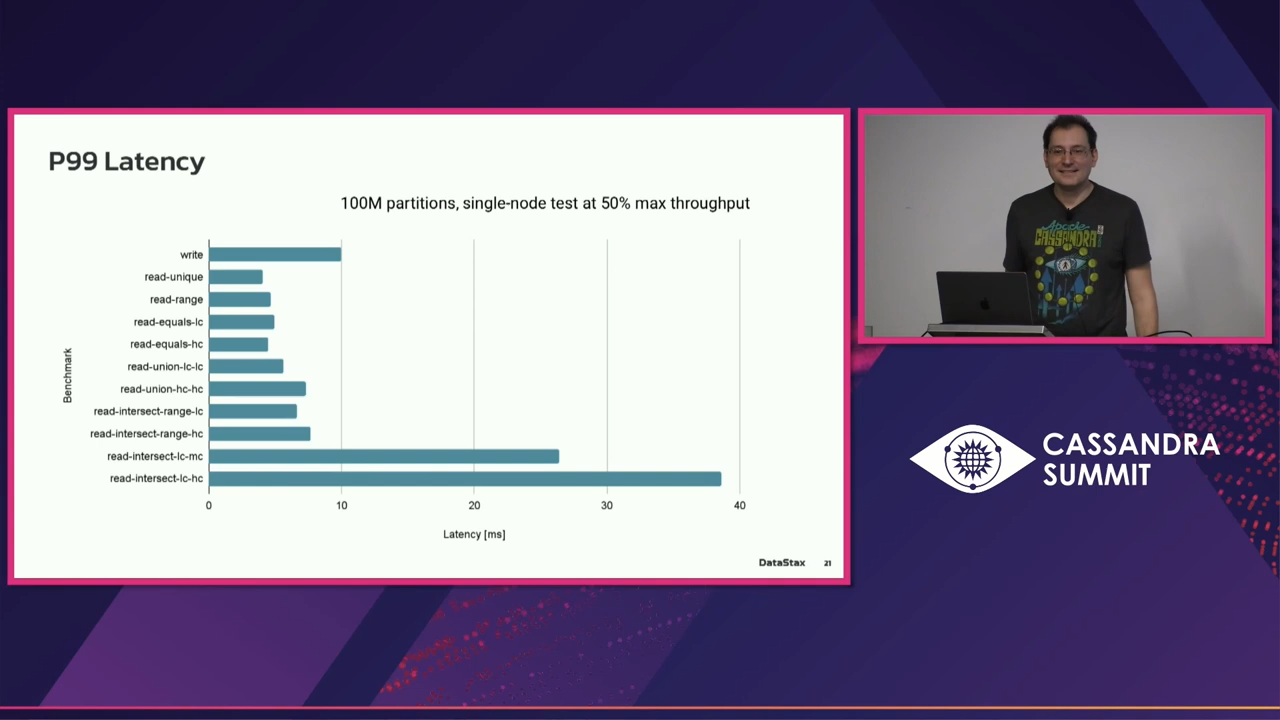 P99 Latency
100M partitions, single-node test at 50% max throughput
Benchmark
write
read-unique
read-range
read-equals-lc
read-equals-hc
read-union-lc-lc
read-union-hc-hc
read-intersect-range-lc
read-intersect-range-hc
read-intersect-lc-mc
read-intersect-lc-hc
0 10 20 30 40
Latency [ms]
DataStax 21
Apache
CASSANDRA
CASSANDRA
SUMMIT